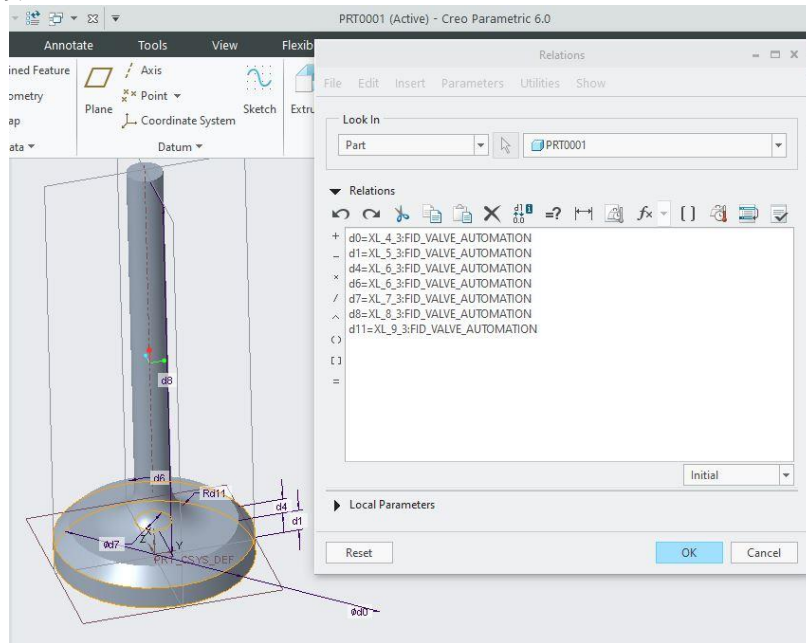 PRT0001 (Active) - Creo Parametric 6.0
Annotate Tools View Flexib
ined Feature
ometry
ap
ata
Plane
Axis
Point
Coordinate System
Datum
Sketch
Extru
Relations
File Edit Insert Parameters Utilities Show
Look In
Part
PRT0001
Relations
d0=XL_4_3:FID_VALVE_AUTOMATION
d1=XL_5_3:FID_VALVE_AUTOMATION
d4=XL_6_3:FID_VALVE_AUTOMATION
d6=XL_6_3:FID_VALVE_AUTOMATION
d7=XL_7_3:FID_VALVE_AUTOMATION
d8=XL_8_3:FID_VALVE_AUTOMATION
d11=XL_9_3:FID_VALVE_AUTOMATION
Initial
Local Parameters
Reset
OK
Cancel
d8
d6
Rd11
d4
d1
Ød7
Z
X
Y
PRT_CSYS_DEF
Ød0